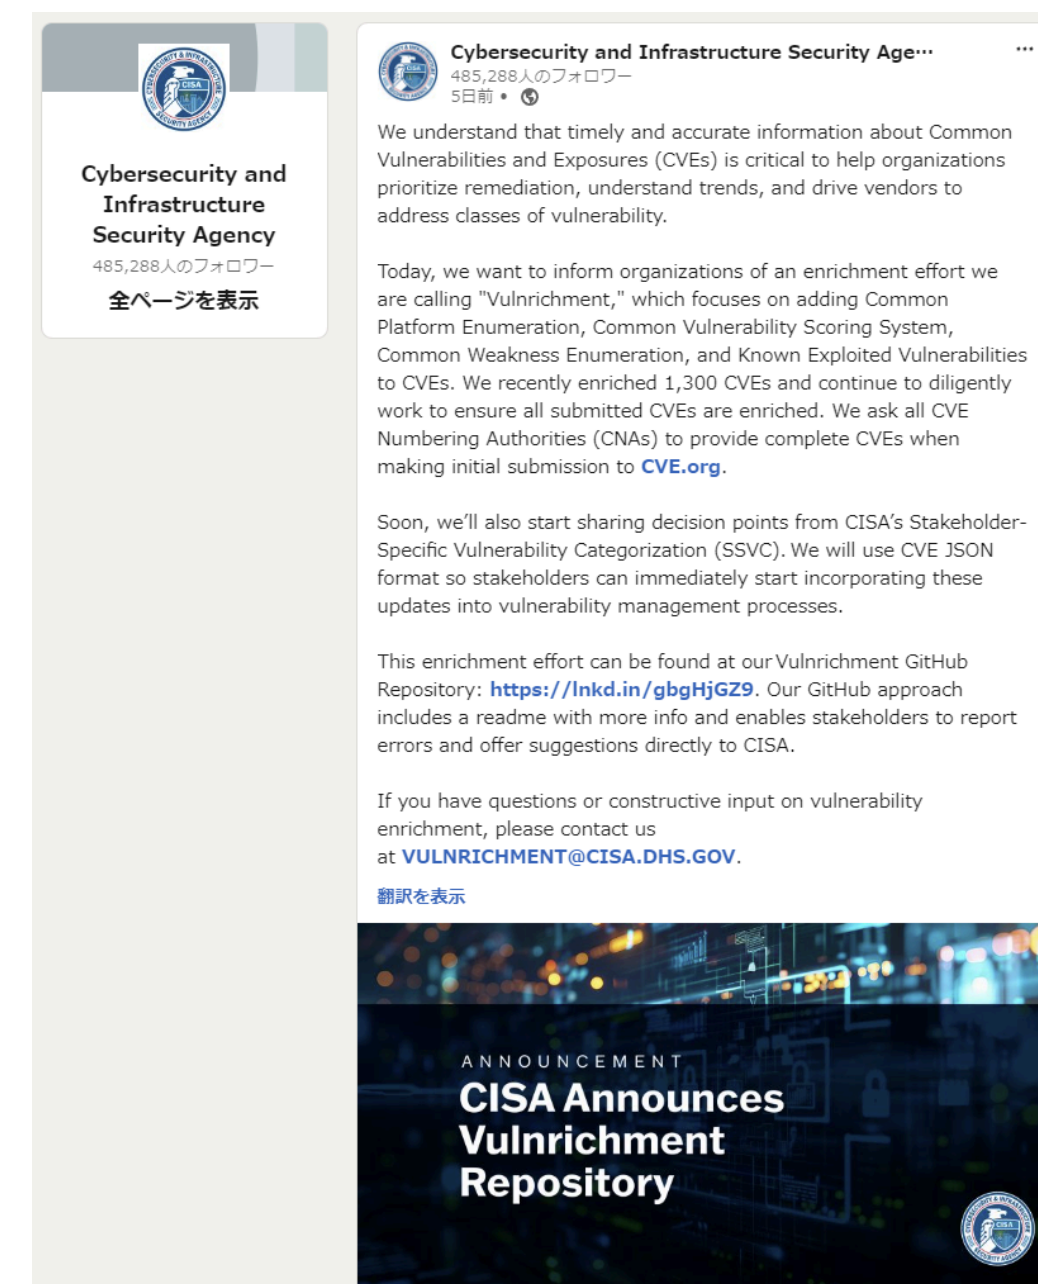 Cybersecurity and
Infrastructure
Security Agency
485,288人のフォロワー
全ページを表示
Cybersecurity and Infrastructure Security Age…
485,288人のフォロワー
5日前 •
We understand that timely and accurate information about Common
Vulnerabilities and Exposures (CVEs) is critical to help organizations
prioritize remediation, understand trends, and drive vendors to
address classes of vulnerability.
Today, we want to inform organizations of an enrichment effort we
are calling "Vulnrichment," which focuses on adding Common
Platform Enumeration, Common Vulnerability Scoring System,
Common Weakness Enumeration, and Known Exploited Vulnerabilities
to CVEs. We recently enriched 1,300 CVEs and continue to diligently
work to ensure all submitted CVEs are enriched. We ask all CVE
Numbering Authorities (CNAs) to provide complete CVEs when
making initial submission to CVE.org.
Soon, we’ll also start sharing decision points from CISA’s Stakeholder-
Specific Vulnerability Categorization (SSVC). We will use CVE JSON
format so stakeholders can immediately start incorporating these
updates into vulnerability management processes.
This enrichment effort can be found at our Vulnrichment GitHub
Repository: https://lnkd.in/gbgHjGZ9. Our GitHub approach
includes a readme with more info and enables stakeholders to report
errors and offer suggestions directly to CISA.
If you have questions or constructive input on vulnerability
enrichment, please contact us
at VULNRICHMENT@CISA.DHS.GOV.
翻訳を表示
ANNOUNCEMENT
CISA Announces
Vulnrichment
Repository